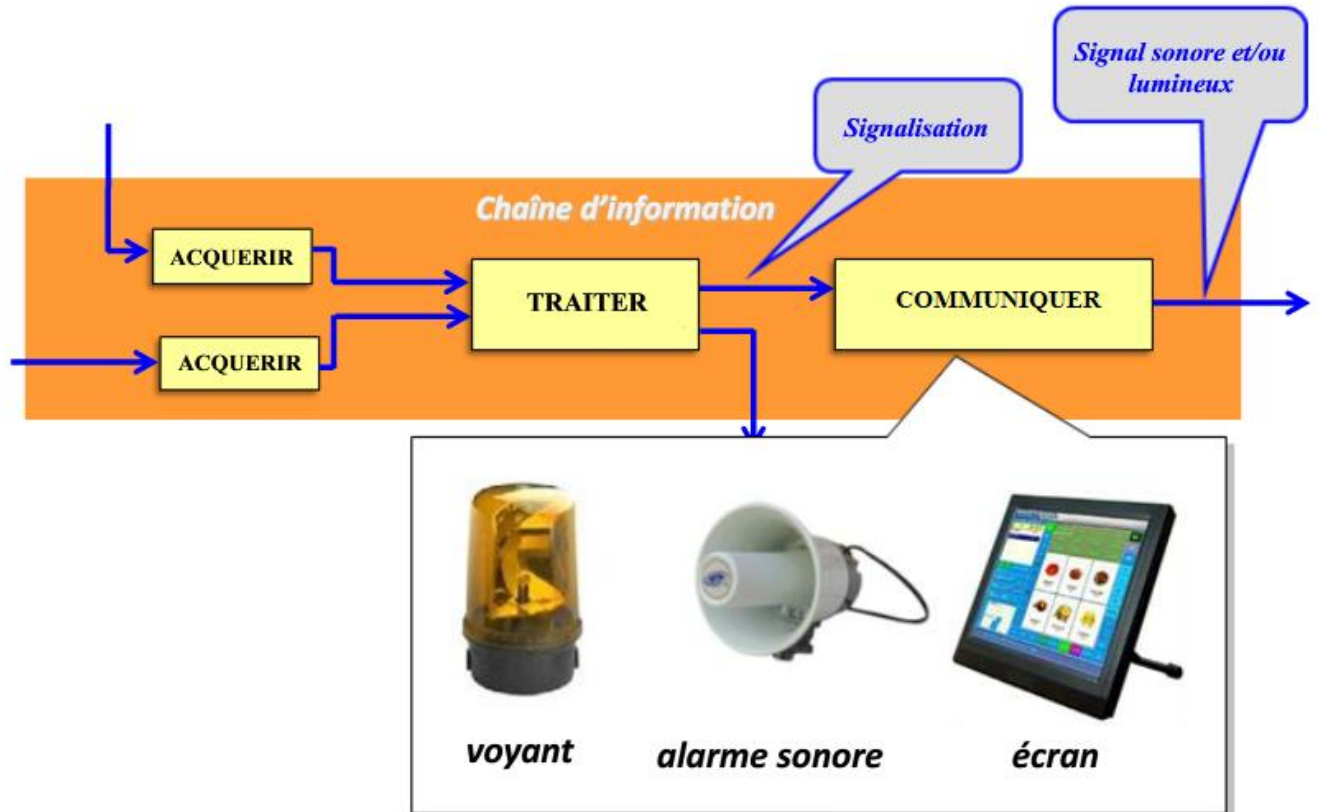 Signal sonore et/ou
lumineux
Signalisation
Chaîne d'information
ACQUERIR
TRAITER
COMMUNIQUER
ACQUERIR
voyant
alarme sonore
écran